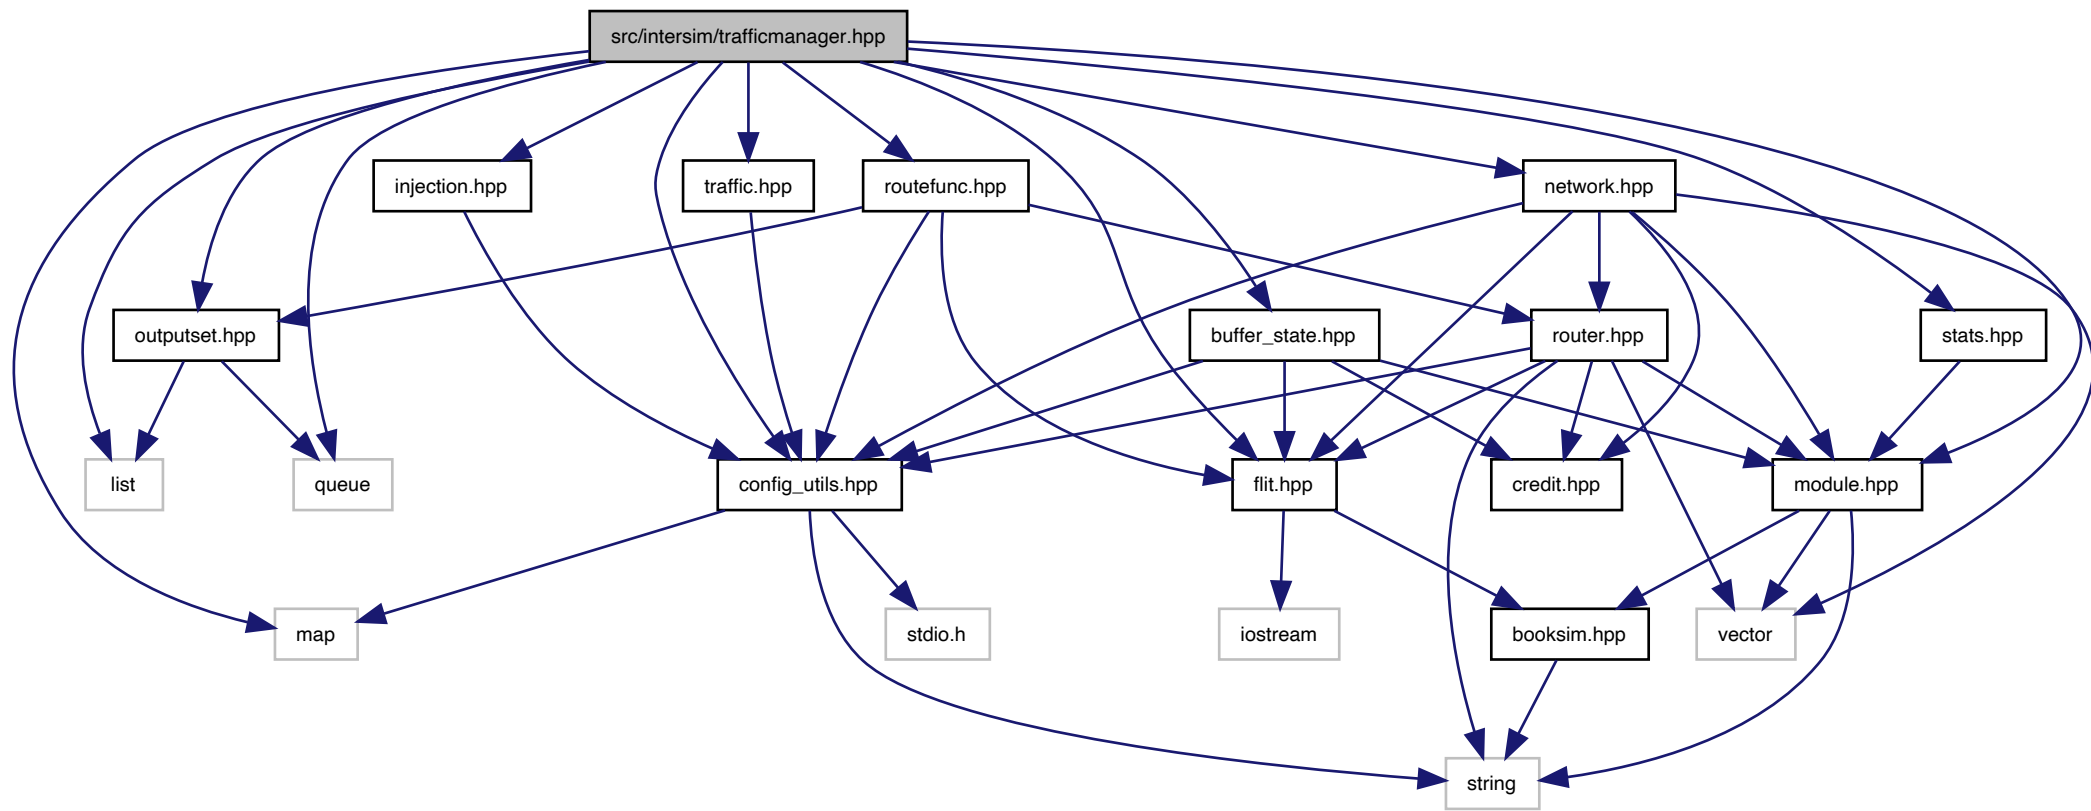 src/intersim/trafficmanager.hpp
injection.hpp
traffic.hpp
routefunc.hpp
network.hpp
outputset.hpp
buffer_state.hpp
router.hpp
stats.hpp
list
queue
config_utils.hpp
flit.hpp
credit.hpp
module.hpp
map
stdio.h
iostream
booksim.hpp
vector
string